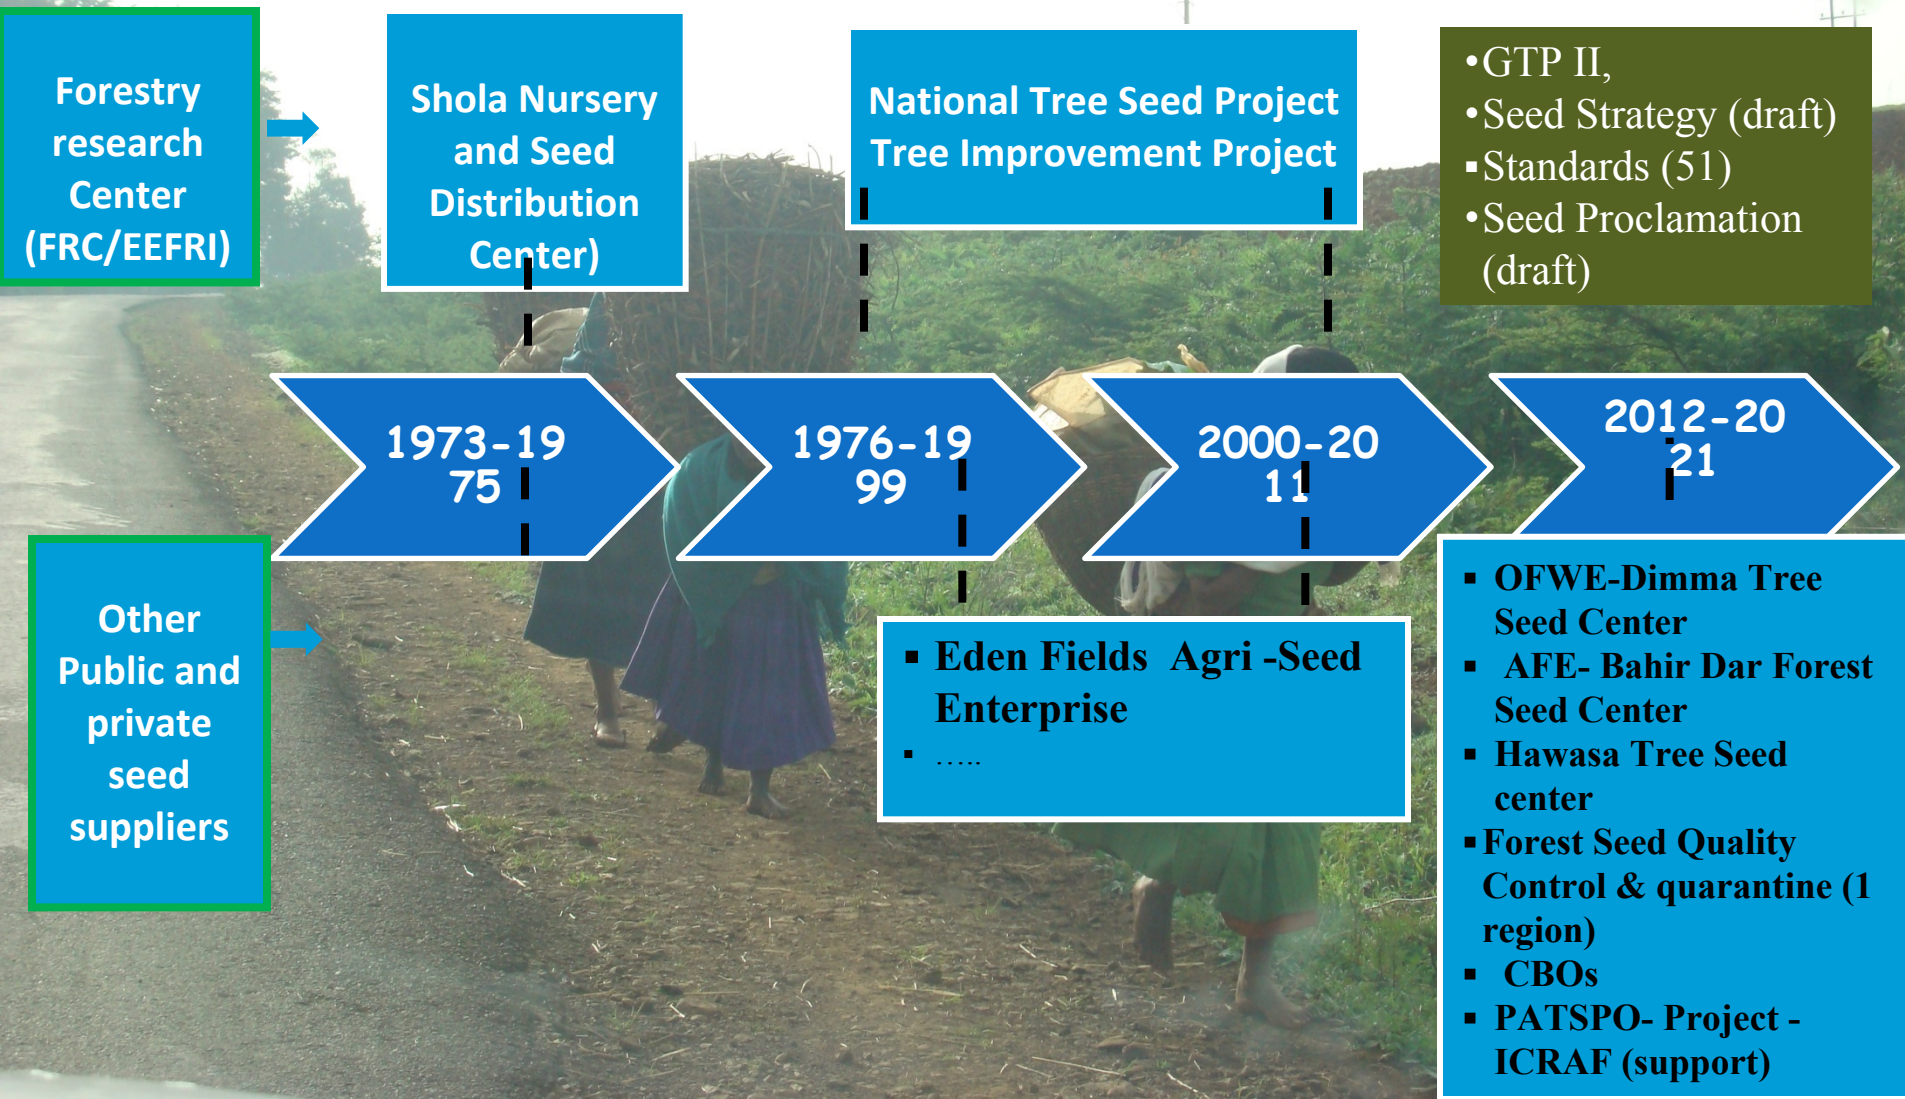 Forestry
research
Center
(FRC/EEFRI)
Shola Nursery
and Seed
Distribution
Center)
National Tree Seed Project
Tree Improvement Project
•GTP II,
•Seed Strategy (draft)
▪Standards (51)
•Seed Proclamation
(draft)
1973-19
75
1976-19
99
2000-20
11
2012-20
21
Other
Public and
private
seed
suppliers
▪ Eden Fields Agri -Seed
Enterprise
▪ …..
▪ OFWE-Dimma Tree
Seed Center
▪ AFE- Bahir Dar Forest
Seed Center
▪ Hawasa Tree Seed
center
▪Forest Seed Quality
Control & quarantine (1
region)
▪ CBOs
▪ PATSPO- Project -
ICRAF (support)